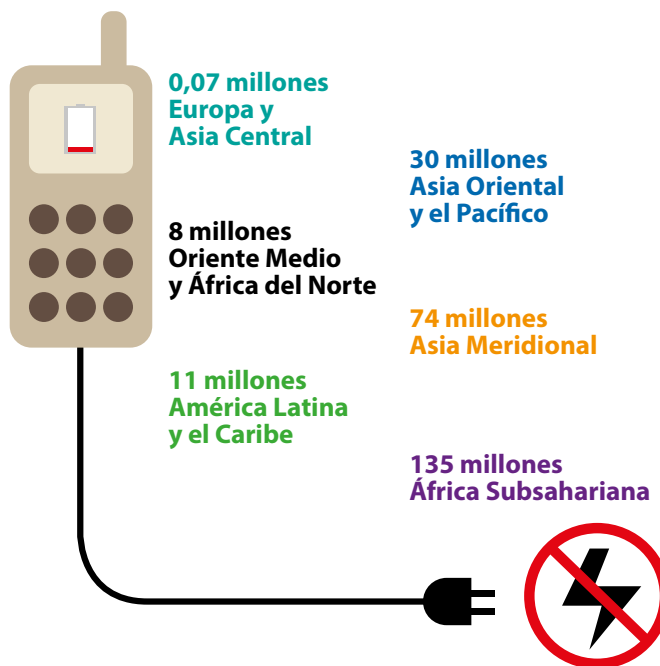 0,07 millones
Europa y
Asia Central
30 millones
Asia Oriental
y el Pacífico
8 millones
Oriente Medio
y África del Norte
74 millones
Asia Meridional
11 millones
América Latina
y el Caribe
135 millones
África Subsahariana